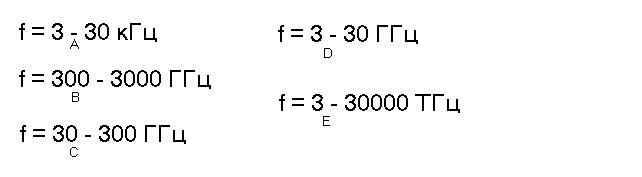 f = 3 - 30 кГц
A
f = 300 - 3000 ГГц
B
f = 30 - 300 ГГц
C
f = 3 - 30 ГГц
D
f = 3 - 30000 ТГц
E